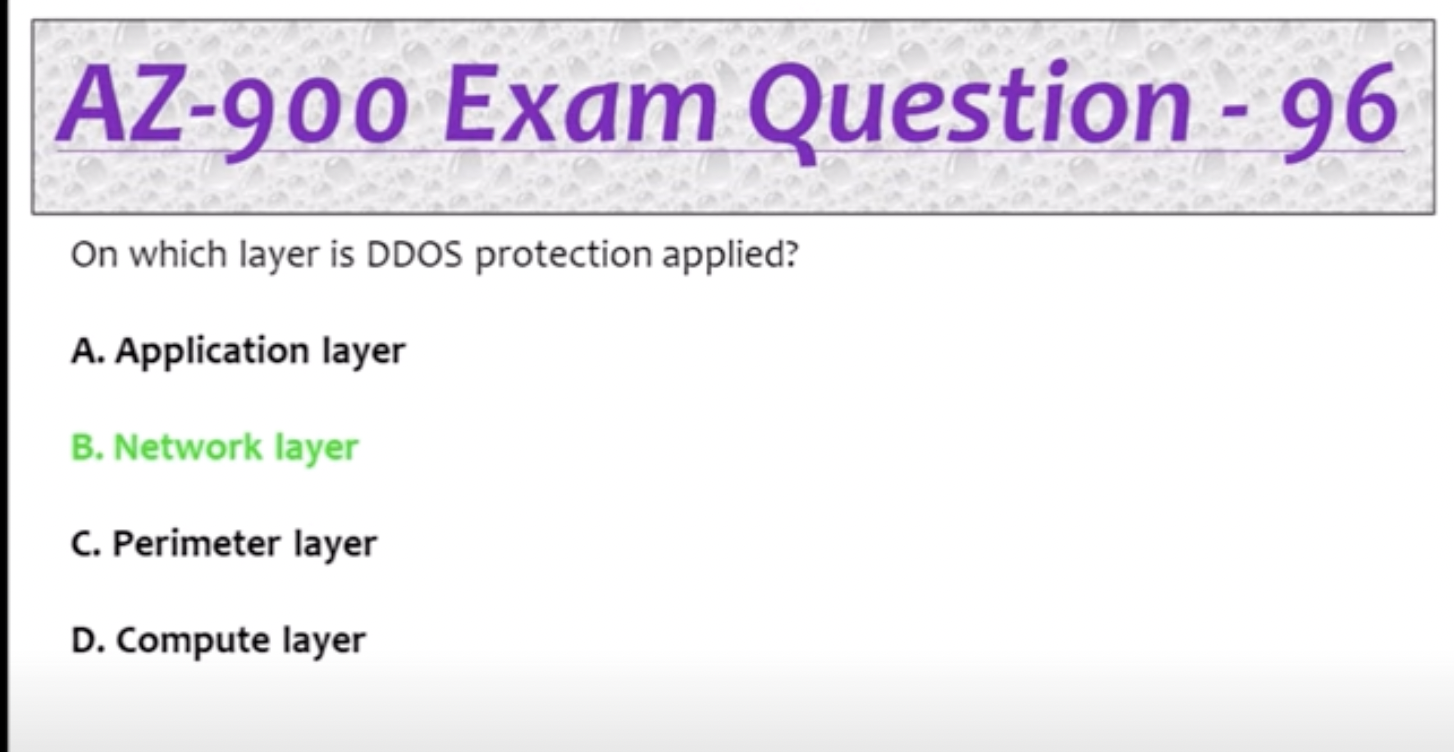 AZ-900 Exam Question - 96
On which layer is DDOS protection applied?
A. Application layer
B. Network layer
C. Perimeter layer
D. Compute layer